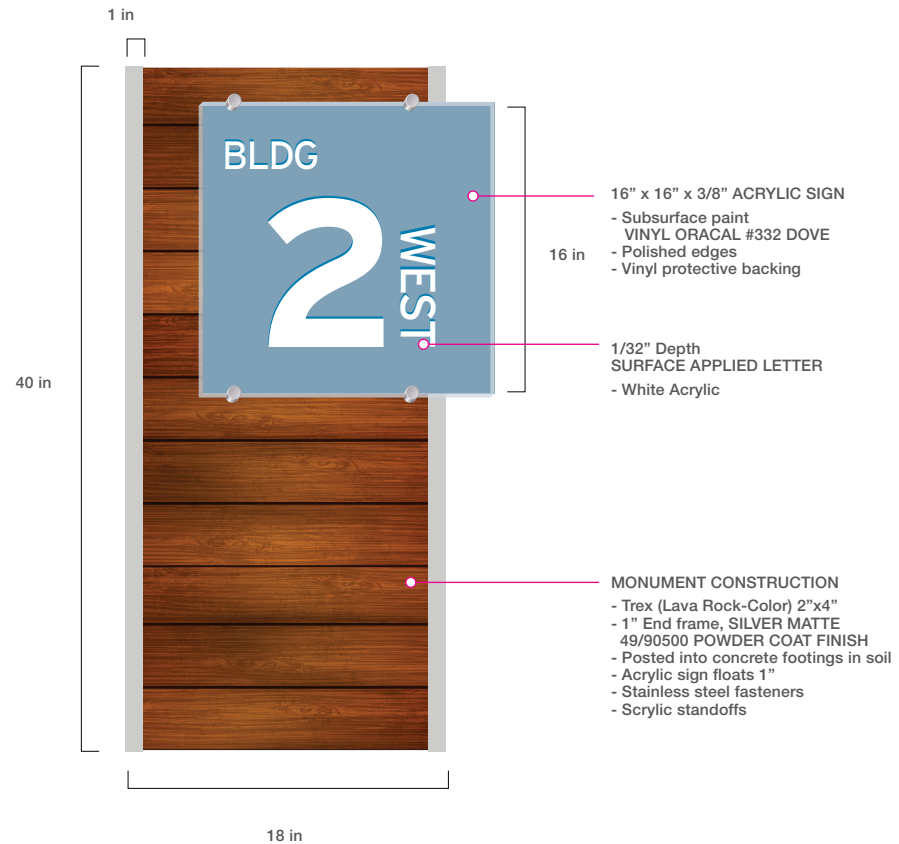 1 in
BLDG
2
WEST
16” x 16” x 3/8” ACRYLIC SIGN
- Subsurface paint
VINYL ORACAL #332 DOVE
- Polished edges
- Vinyl protective backing
16 in
1/32” Depth
SURFACE APPLIED LETTER
- White Acrylic
40 in
MONUMENT CONSTRUCTION
- Trex (Lava Rock-Color) 2”x4”
- 1” End frame, SILVER MATTE
49/90500 POWDER COAT FINISH
- Posted into concrete footings in soil
- Acrylic sign floats 1”
- Stainless steel fasteners
- Scrylic standoffs
18 in